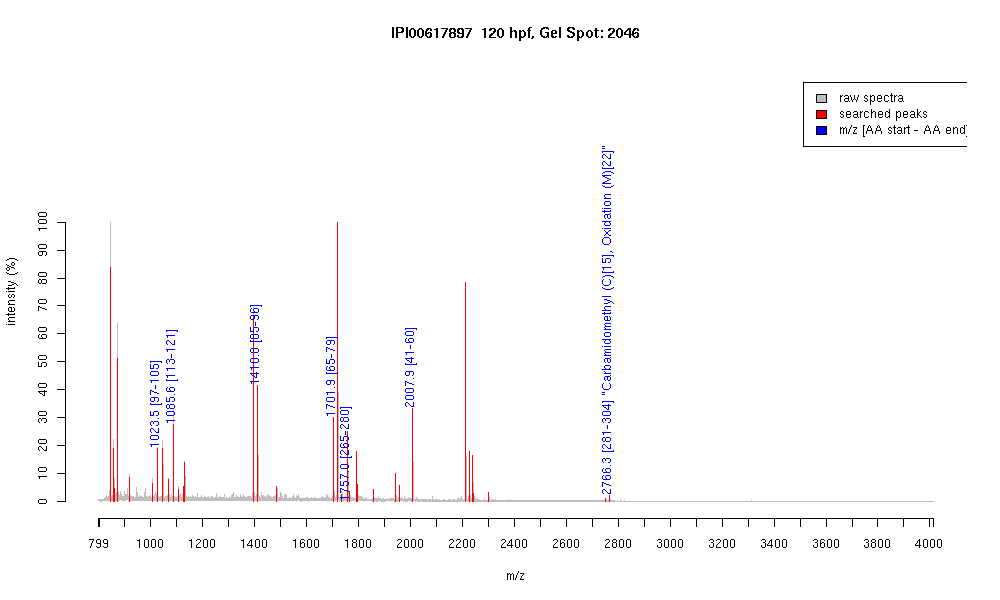 IPI00617897 120 hpf, Gel Spot: 2046
raw spectra
searched peaks
m/z [AA start - AA end]
intensity (%)
100
90
80
70
60
50
40
30
20
10
0
1023.5 [97-105]
1085.6 [113-121]
1410.8 [85-96]
1701.9 [65-79]
1757.0 [265-280]
2007.9 [41-60]
2766.3 [281-304] "Carbamidomethyl (C)[15], Oxidation (M)[22]"
799 1000 1200 1400 1600 1800 2000 2200 2400 2600 2800 3000 3200 3400 3600 3800 4000
m/z